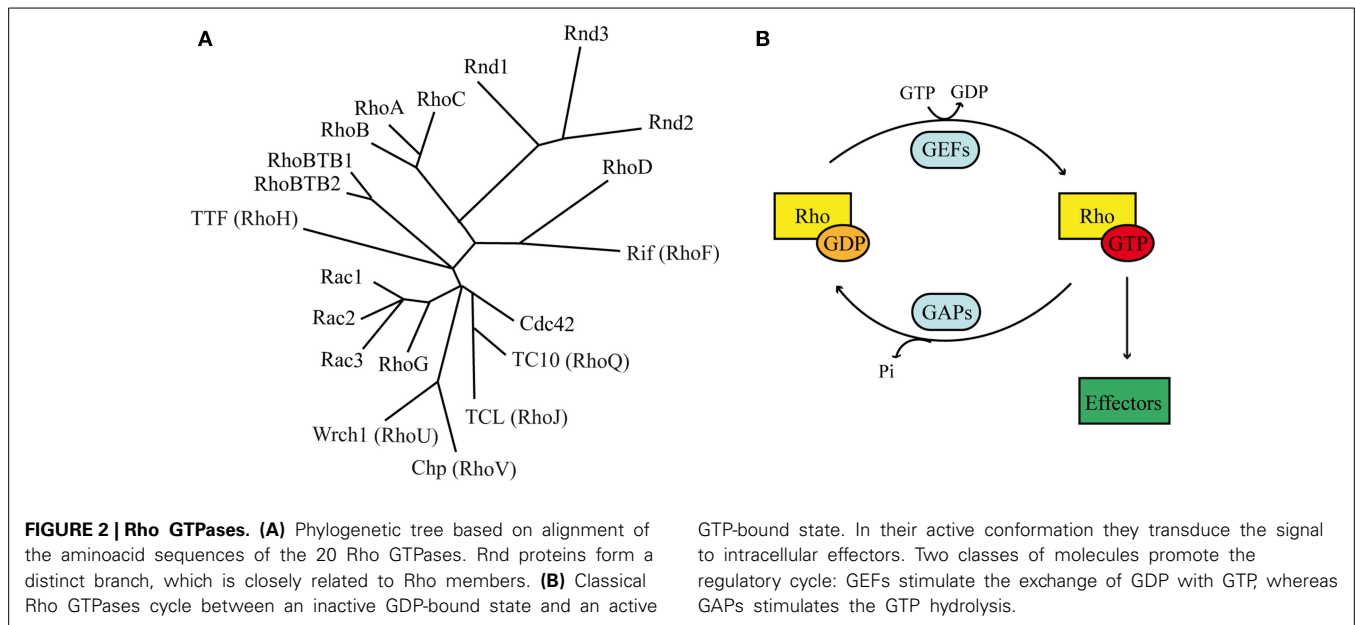 A
Rnd3
Rnd1
RhoC
RhoA
RhoB
Rnd2
RhoBTB1
RhoD
RhoBTB2
TTF (RhoH)
Rif (RhoF)
Rac1
Rac2
Cdc42
Rac3
RhoG
TC10 (RhoQ)
TCL (RhoJ)
Wrch1 (RhoU)
Chp (RhoV)
B
GTP GDP
GEFs
Rho
GDP
Rho
GTP
GAPs
Pi
Effectors
FIGURE 2 | Rho GTPases. (A) Phylogenetic tree based on alignment of
the aminoacid sequences of the 20 Rho GTPases. Rnd proteins form a
distinct branch, which is closely related to Rho members. (B) Classical
Rho GTPases cycle between an inactive GDP-bound state and an active
GTP-bound state. In their active conformation they transduce the signal
to intracellular effectors. Two classes of molecules promote the
regulatory cycle: GEFs stimulate the exchange of GDP with GTP, whereas
GAPs stimulates the GTP hydrolysis.